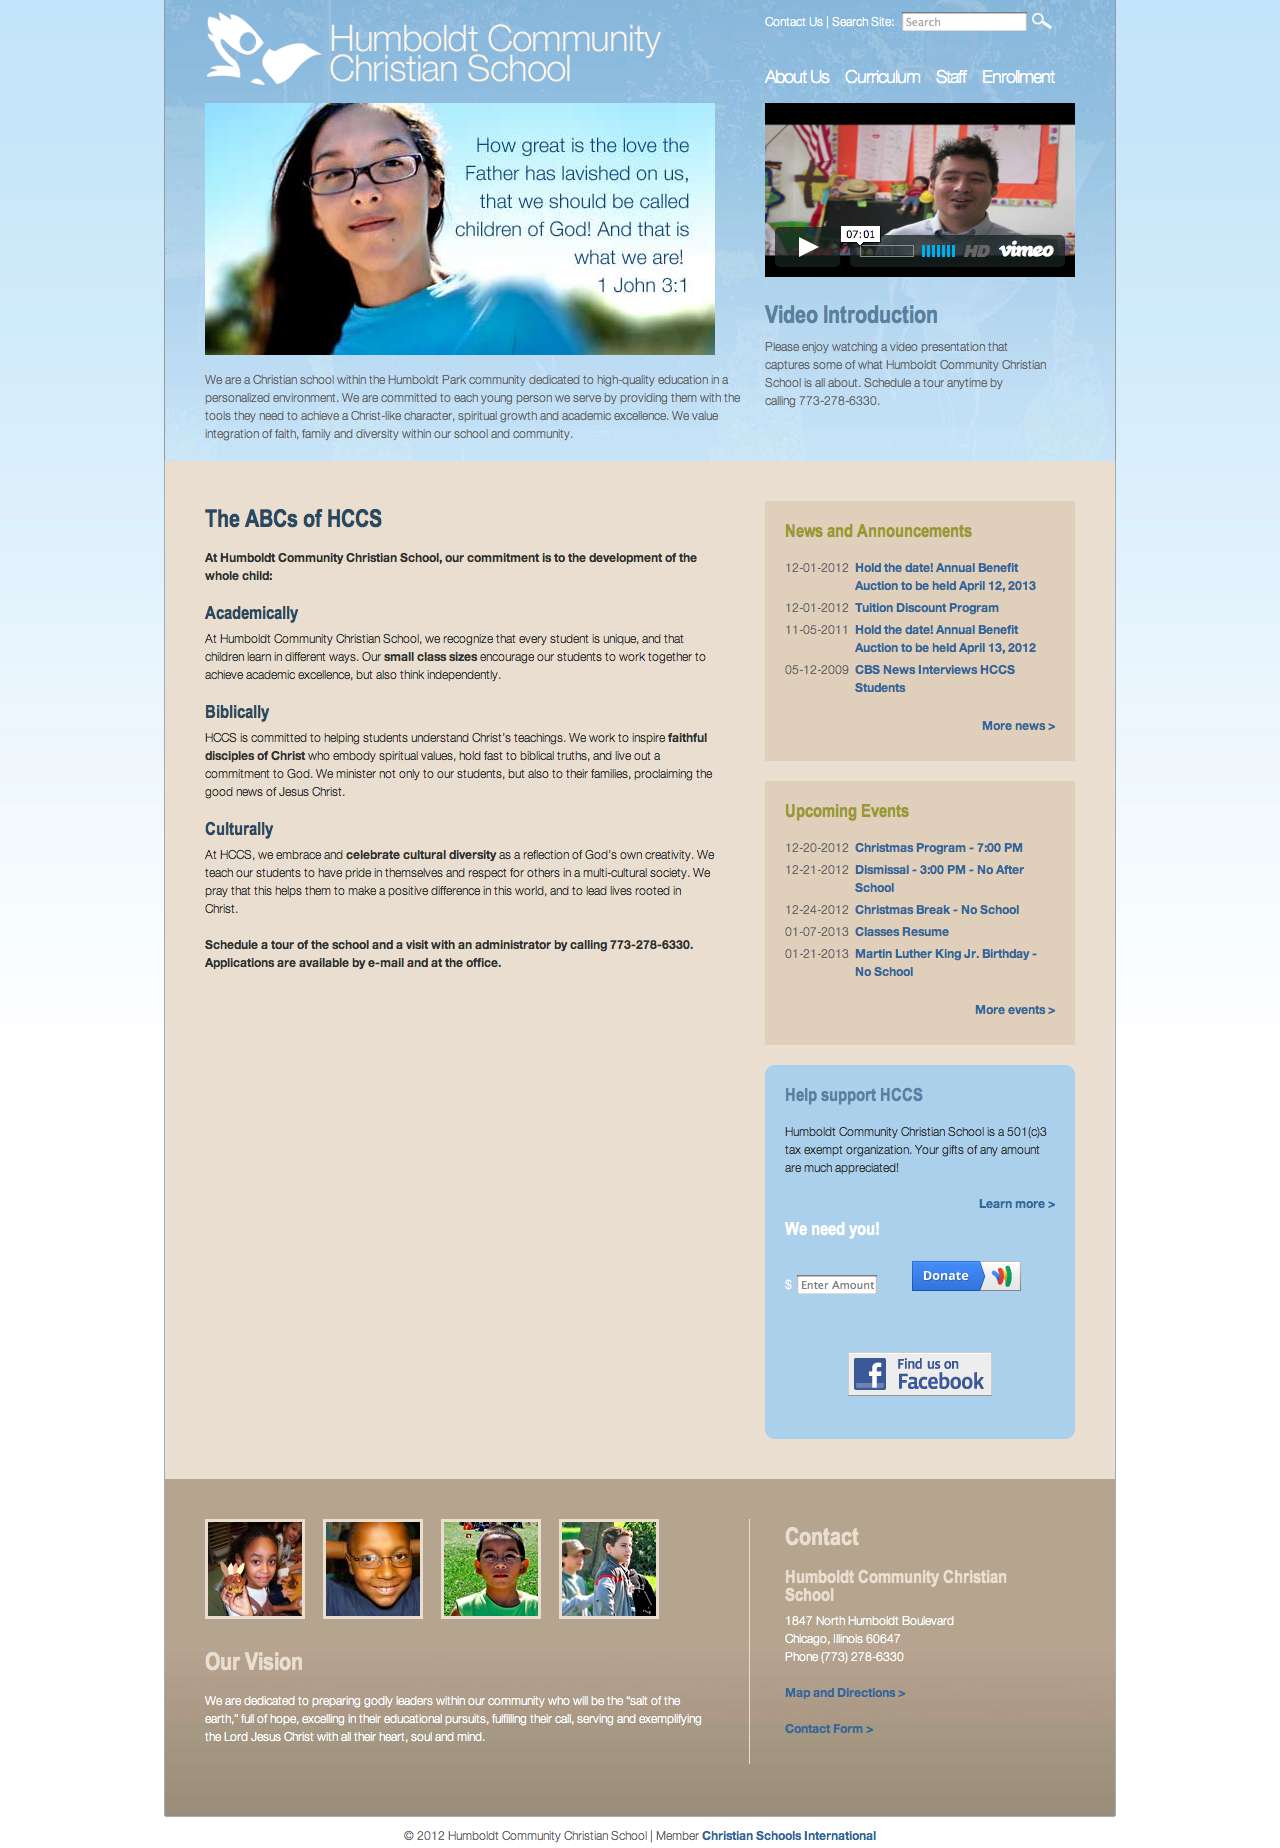 Humboldt Community
Christian School
Contact Us | Search Site: Search
About Us Curriculum Staff Enrollment
How great is the love the
Father has lavished on us,
that we should be called
children of God! And that is
what we are!
1 John 3:1
07:01
HD vimeo
We are a Christian school within the Humboldt Park community dedicated to high-quality education in a
personalized environment. We are committed to each young person we serve by providing them with the
tools they need to achieve a Christ-like character, spiritual growth and academic excellence. We value
integration of faith, family and diversity within our school and community.
Video Introduction
Please enjoy watching a video presentation that
captures some of what Humboldt Community Christian
School is all about. Schedule a tour anytime by
calling 773-278-6330.
The ABCs of HCCS
At Humboldt Community Christian School, our commitment is to the development of the
whole child:
Academically
At Humboldt Community Christian School, we recognize that every student is unique, and that
children learn in different ways. Our small class sizes encourage our students to work together to
achieve academic excellence, but also think independently.
Biblically
HCCS is committed to helping students understand Christ's teachings. We work to inspire faithful
disciples of Christ who embody spiritual values, hold fast to biblical truths, and live out a
commitment to God. We minister not only to our students, but also to their families, proclaiming the
good news of Jesus Christ.
Culturally
At HCCS, we embrace and celebrate cultural diversity as a reflection of God's own creativity. We
teach our students to have pride in themselves and respect for others in a multi-cultural society. We
pray that this helps them to make a positive difference in this world, and to lead lives rooted in
Christ.
Schedule a tour of the school and a visit with an administrator by calling 773-278-6330.
Applications are available by e-mail and at the office.
News and Announcements
12-01-2012 Hold the date! Annual Benefit
Auction to be held April 12, 2013
12-01-2012 Tuition Discount Program
11-05-2011 Hold the date! Annual Benefit
Auction to be held April 13, 2012
05-12-2009 CBS News Interviews HCCS
Students
More news >
Upcoming Events
12-20-2012 Christmas Program - 7:00 PM
12-21-2012 Dismissal - 3:00 PM - No After
School
12-24-2012 Christmas Break - No School
01-07-2013 Classes Resume
01-21-2013 Martin Luther King Jr. Birthday -
No School
More events >
Help support HCCS
Humboldt Community Christian School is a 501(c)3
tax exempt organization. Your gifts of any amount
are much appreciated!
Learn more >
We need you!
$ Enter Amount Donate
Find us on
Facebook
Our Vision
We are dedicated to preparing godly leaders within our community who will be the “salt of the
earth,” full of hope, excelling in their educational pursuits, fulfilling their call, serving and exemplifying
the Lord Jesus Christ with all their heart, soul and mind.
Contact
Humboldt Community Christian
School
1847 North Humboldt Boulevard
Chicago, Illinois 60647
Phone (773) 278-6330
Map and Directions >
Contact Form >
© 2012 Humboldt Community Christian School | Member Christian Schools International